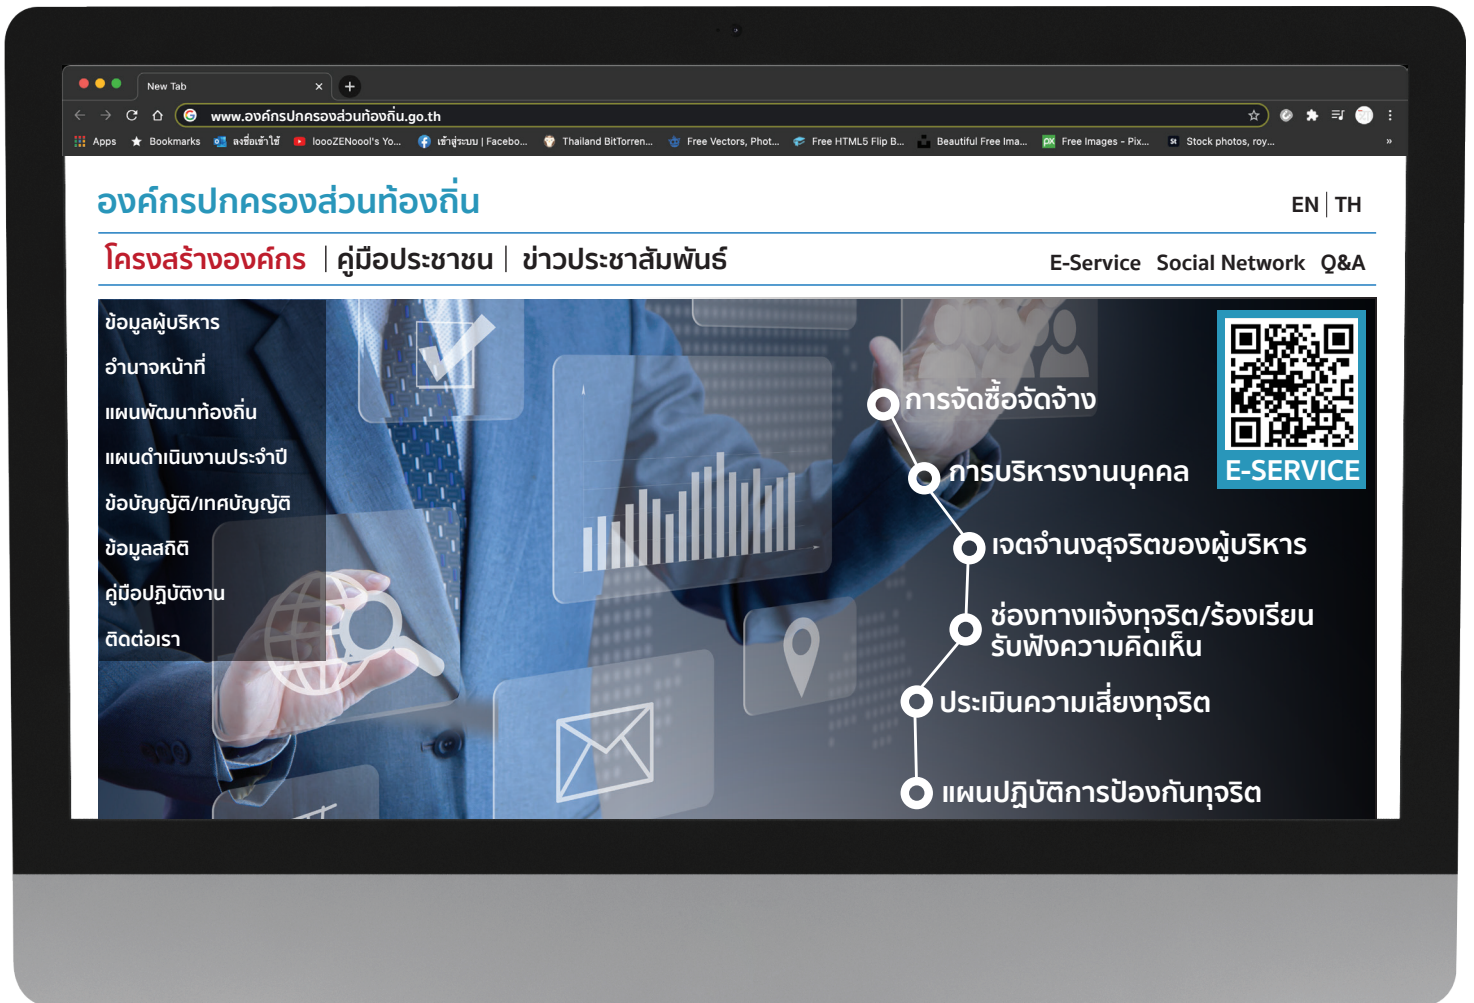 New Tab
www.องค์กรปกครองส่วนท้องถิ่น.go.th
Apps Bookmarks ลงชื่อเข้าใช้ loooZENoool's Yo... เข้าสู่ระบบ | Facebo... Thailand BitTorren... Free Vectors, Phot... Free HTML5 Flip B... Beautiful Free Ima... Free Images - Pix... Stock photos, roy... »
องค์กรปกครองส่วนท้องถิ่น
EN | TH
โครงสร้างองค์กร | คู่มือประชาชน | ข่าวประชาสัมพันธ์
E-Service Social Network Q&A
ข้อมูลผู้บริหาร
อำนาจหน้าที่
แผนพัฒนาท้องถิ่น
แผนดำเนินงานประจำปี
ข้อบัญญัติ/เทศบัญญัติ
ข้อมูลสถิติ
คู่มือปฏิบัติงาน
ติดต่อเรา
การจัดซื้อจัดจ้าง
การบริหารงานบุคคล
เจตจำนงสุจริตของผู้บริหาร
ช่องทางแจ้งทุจริต/ร้องเรียน
รับฟังความคิดเห็น
ประเมินความเสี่ยงทุจริต
แผนปฏิบัติการป้องกันทุจริต
E-SERVICE